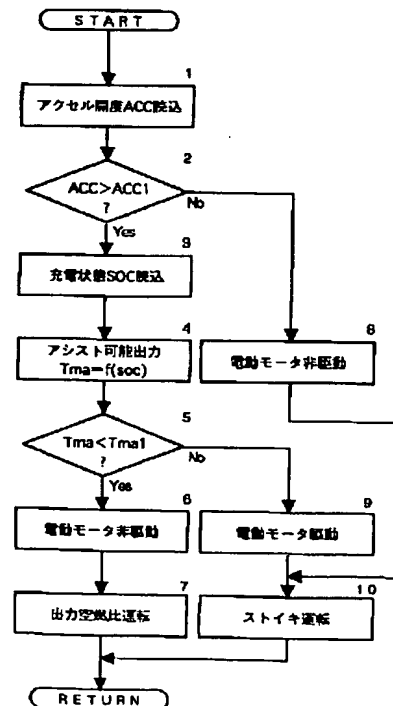 START
1
アクセル開度ACC読込
2
ACC>ACC1
?
No
Yes
3
充電状態SOC読込
4
アシスト可能出力
Tma=f(soc)
8
電動モータ非駆動
5
Tma<Tma1
?
No
Yes
6
電動モータ非駆動
9
電動モータ駆動
7
出力空燃比運転
10
ストイキ運転
RETURN